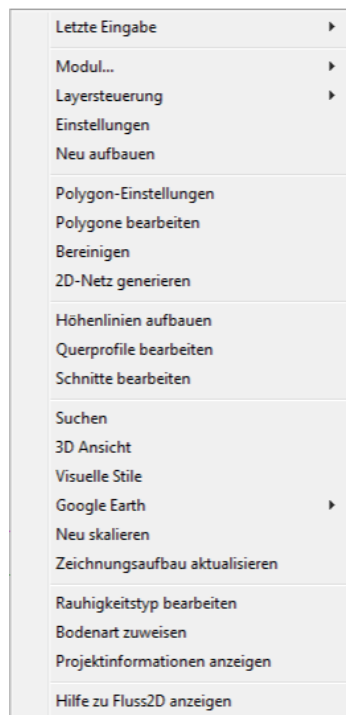 Letzte Eingabe
Modul...
Layersteuerung
Einstellungen
Neu aufbauen
Polygon-Einstellungen
Polygone bearbeiten
Bereinigen
2D-Netz generieren
Höhenlinien aufbauen
Querprofile bearbeiten
Schnitte bearbeiten
Suchen
3D Ansicht
Visuelle Stile
Google Earth
Neu skalieren
Zeichnungsaufbau aktualisieren
Rauhigkeitstyp bearbeiten
Bodenart zuweisen
Projektinformationen anzeigen
Hilfe zu Fluss2D anzeigen